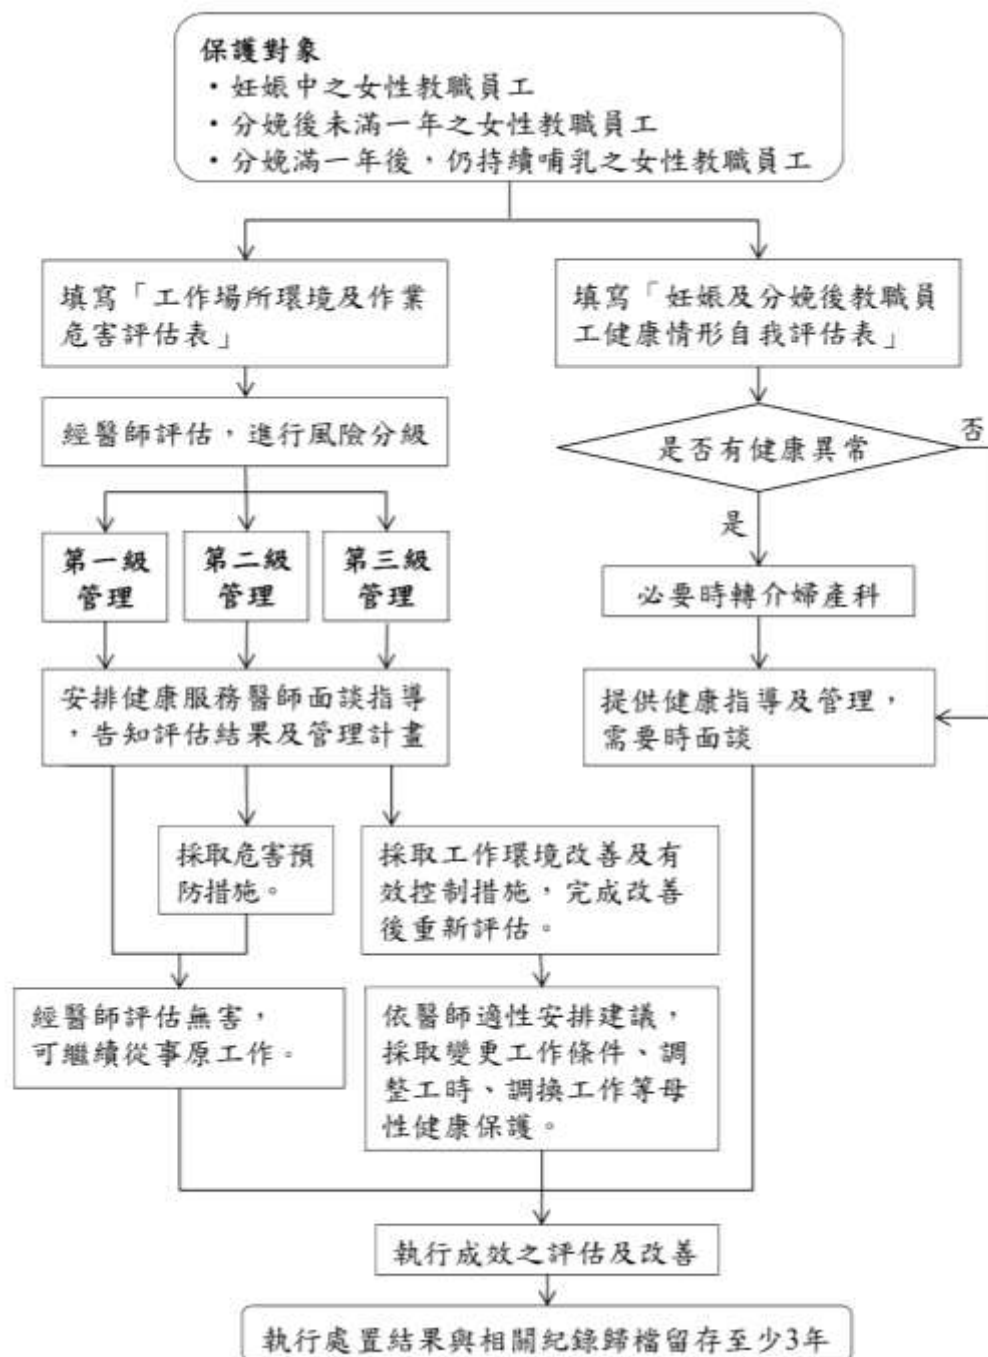 保護對象
・妊娠中之女性教職員工
・分娩後未滿一年之女性教職員工
・分娩滿一年後，仍持續哺乳之女性教職員工
填寫「工作場所環境及作業
危害評估表」
填寫「妊娠及分娩後教職員
工健康情形自我評估表」
經醫師評估，進行風險分級
是否有健康異常
否
是
第一級
管理
第二級
管理
第三級
管理
必要時轉介婦產科
安排健康服務醫師面談指導
，告知評估結果及管理計畫
提供健康指導及管理，
需要時面談
採取危害預
防措施。
採取工作環境改善及有
效控制措施，完成改善
後重新評估。
經醫師評估無害，
可繼續從事原工作。
依醫師適性安排建議，
採取變更工作條件、調
整工時、調換工作等母
性健康保護。
執行成效之評估及改善
執行處置結果與相關紀錄歸檔留存至少3年